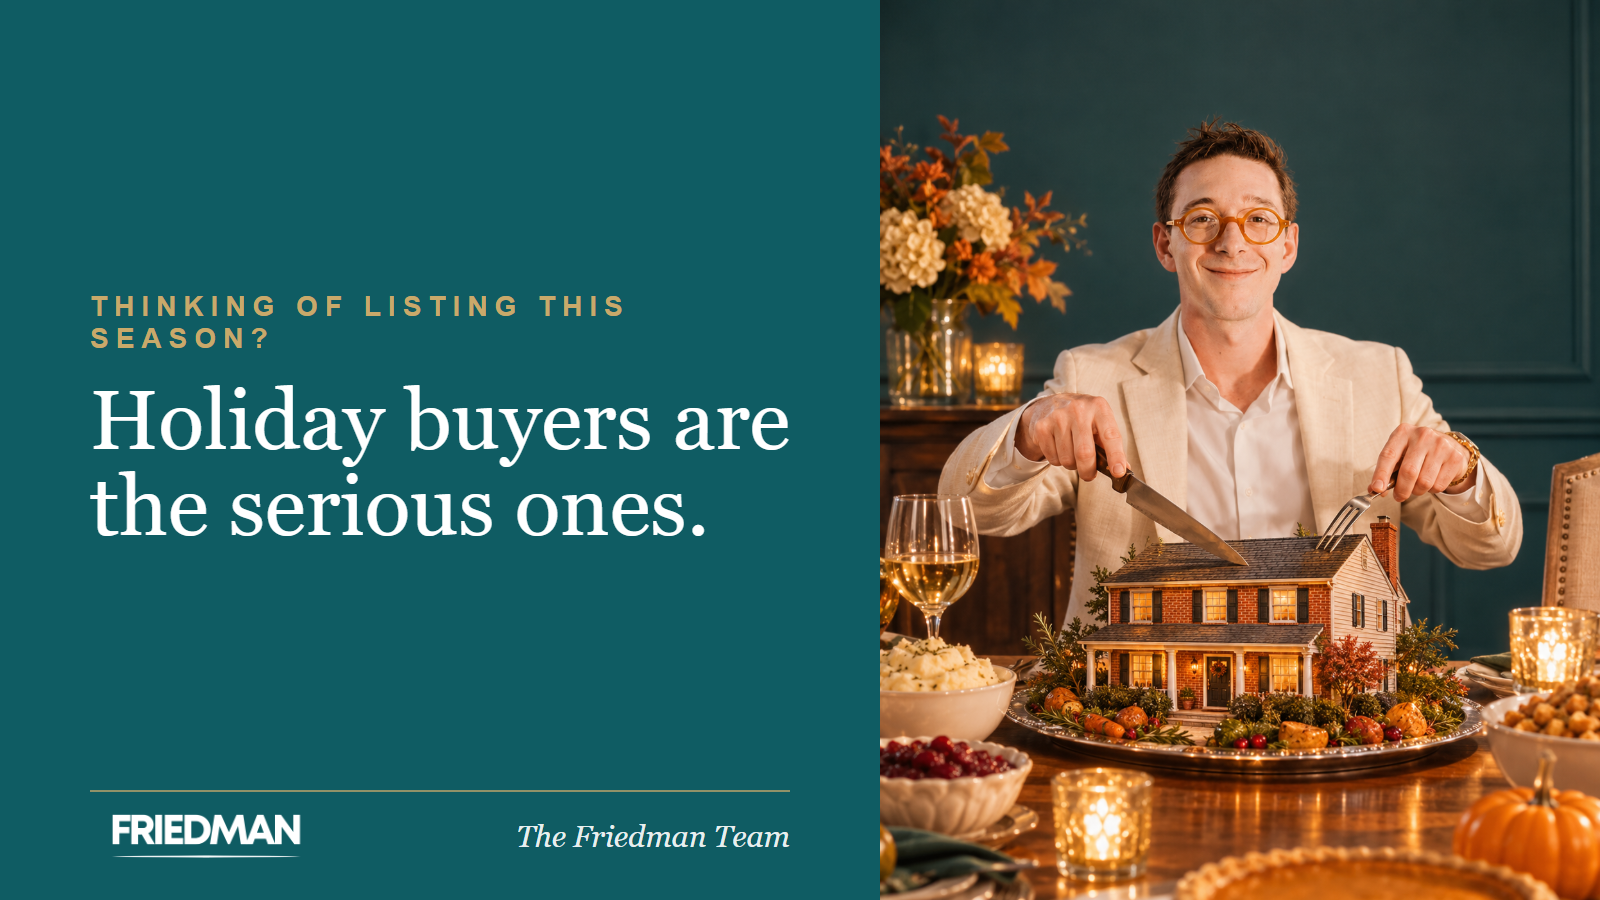 THINKING OF LISTING THIS
SEASON?
Holiday buyers are
the serious ones.
FRIEDMAN
The Friedman Team